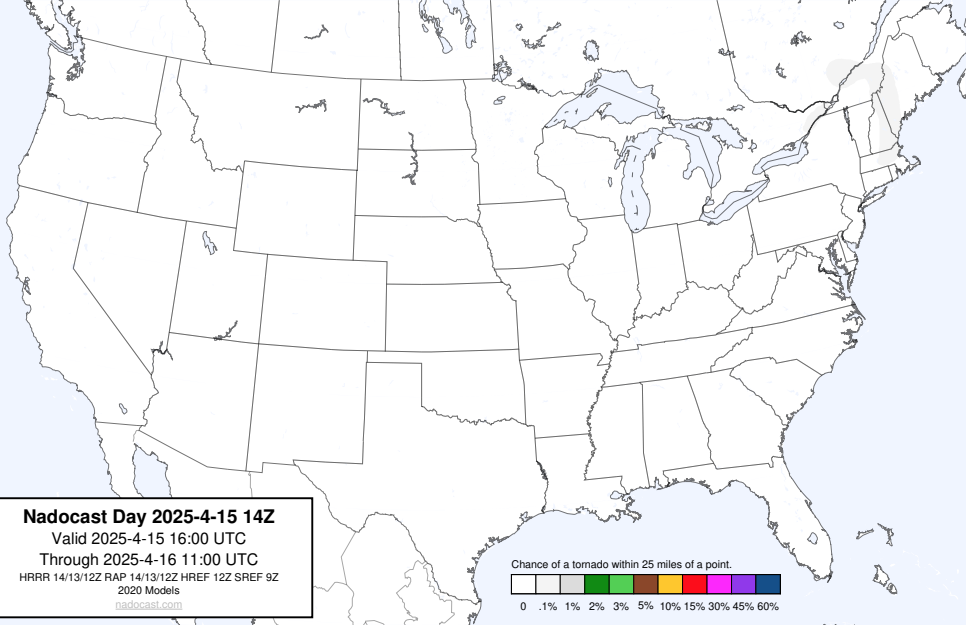 Nadocast Day 2025-4-15 14Z
Valid 2025-4-15 16:00 UTC
Through 2025-4-16 11:00 UTC
HRRR 14/13/12Z RAP 14/13/12Z HREF 12Z SREF 9Z
2020 Models
nadocast.com
Chance of a tornado within 25 miles of a point.
0 .1% 1% 2% 3% 5% 10% 15% 30% 45% 60%